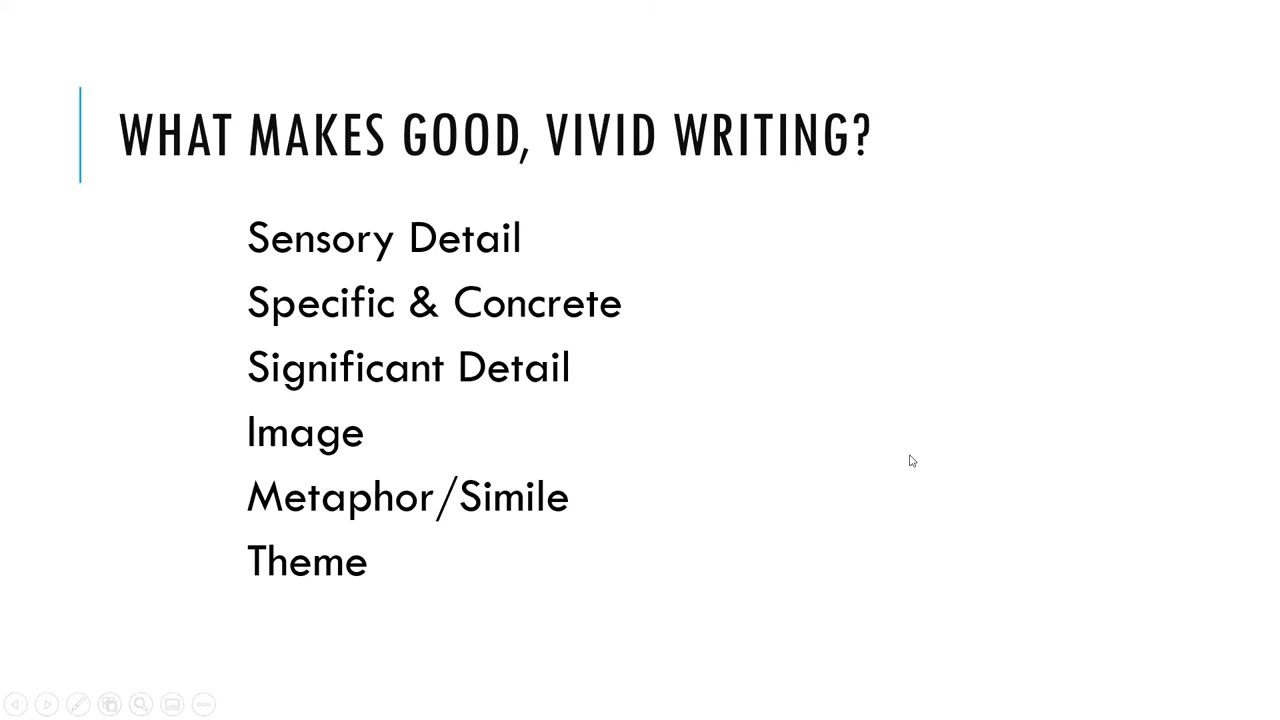 WHAT MAKES GOOD, VIVID WRITING?
Sensory Detail
Specific & Concrete
Significant Detail
Image
Metaphor/Simile
Theme